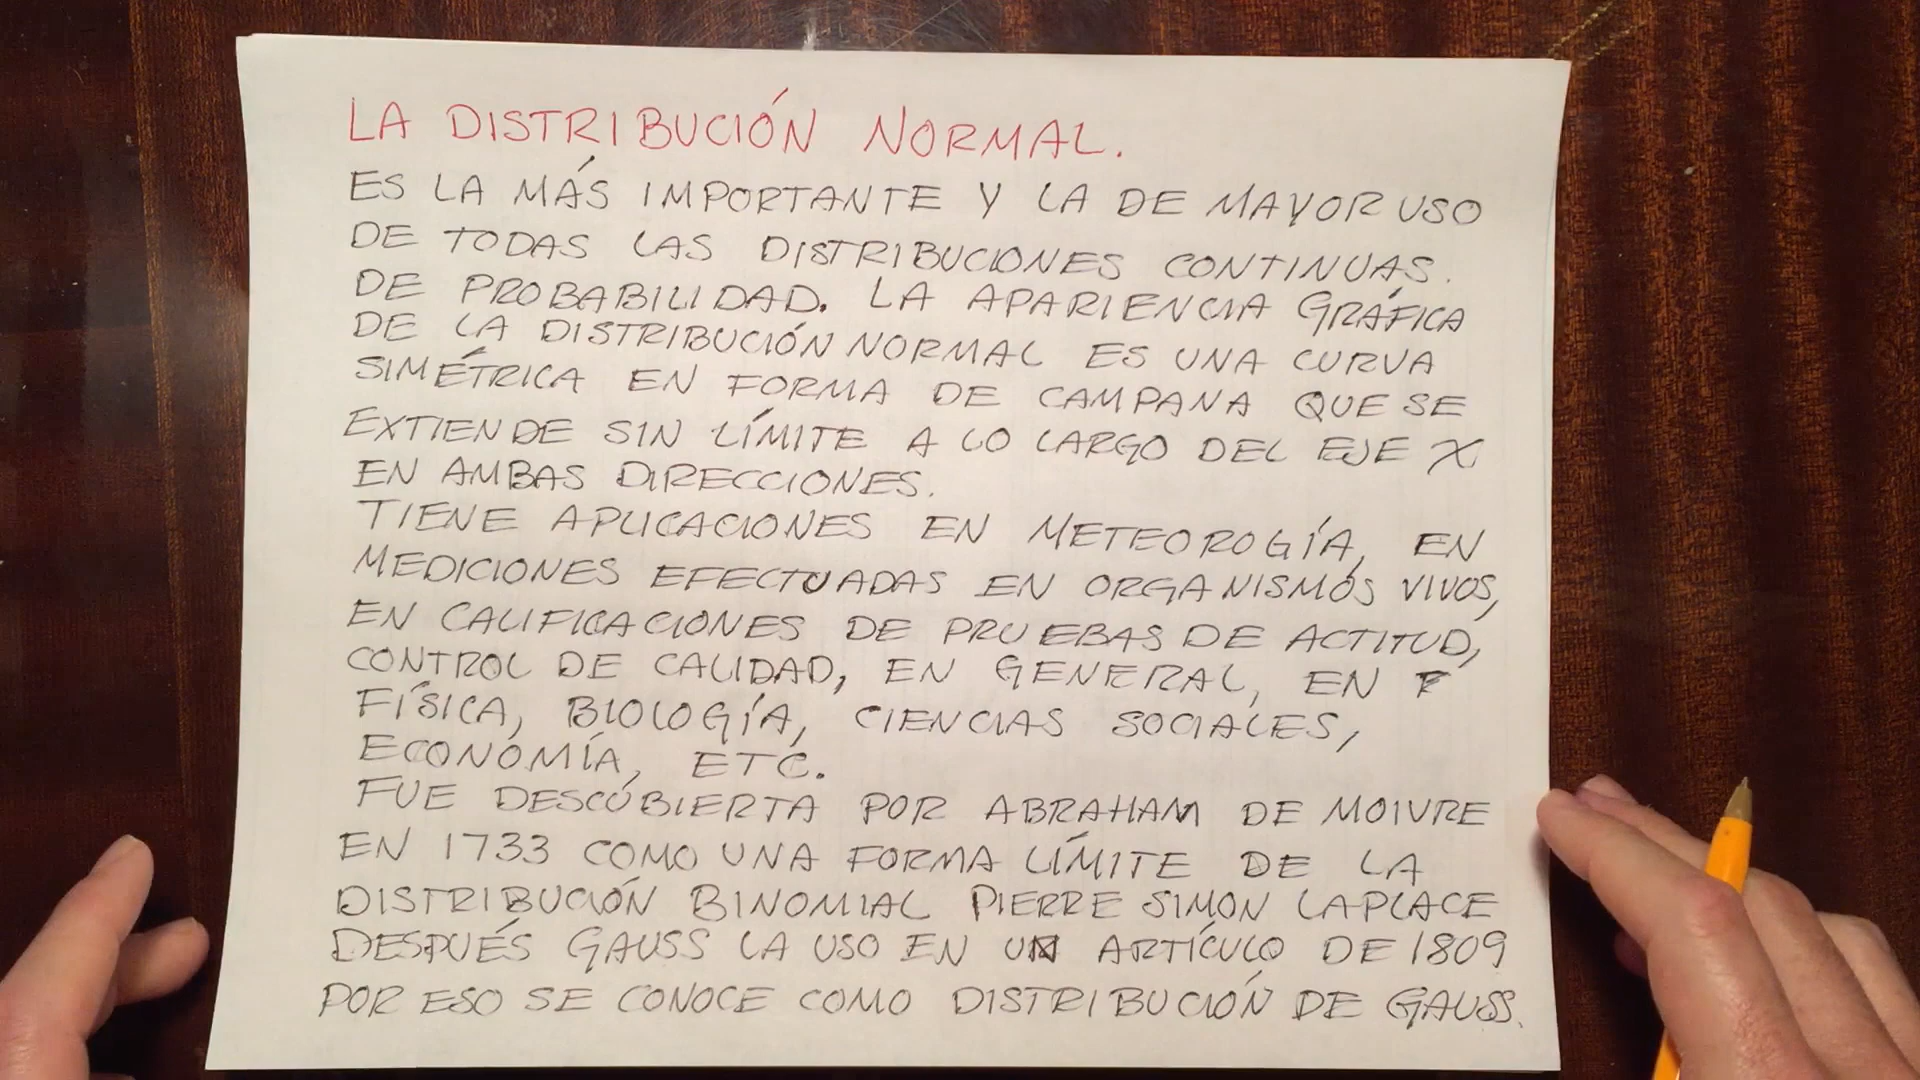 LA DISTRIBUCIÓN NORMAL.
ES LA MÁS IMPORTANTE Y LA DE MAYOR USO
DE TODAS LAS DISTRIBUCIONES CONTINUAS.
DE PROBABILIDAD. LA APARIENCIA GRÁFICA
DE LA DISTRIBUCIÓN NORMAL ES UNA CURVA
SIMÉTRICA EN FORMA DE CAMPANA QUE SE
EXTIENDE SIN LÍMITE A LO LARGO DEL EJE X
EN AMBAS DIRECCIONES.
TIENE APLICACIONES EN METEOROGÍA, EN
MEDICIONES EFECTUADAS EN ORGANISMOS VIVOS,
EN CALIFICACIONES DE PRUEBAS DE ACTITUD,
CONTROL DE CALIDAD, EN GENERAL, EN F
FÍSICA, BIOLOGÍA, CIENCIAS SOCIALES,
ECONOMÍA, ETC.
FUE DESCUBIERTA POR ABRAHAM DE MOIVRE
EN 1733 COMO UNA FORMA LÍMITE DE LA
DISTRIBUCIÓN BINOMIAL PIERRE SIMON LAPLACE
DESPUÉS GAUSS LA USO EN UN ARTÍCULO DE 1809
POR ESO SE CONOCE COMO DISTRIBUCIÓN DE GAUSS.